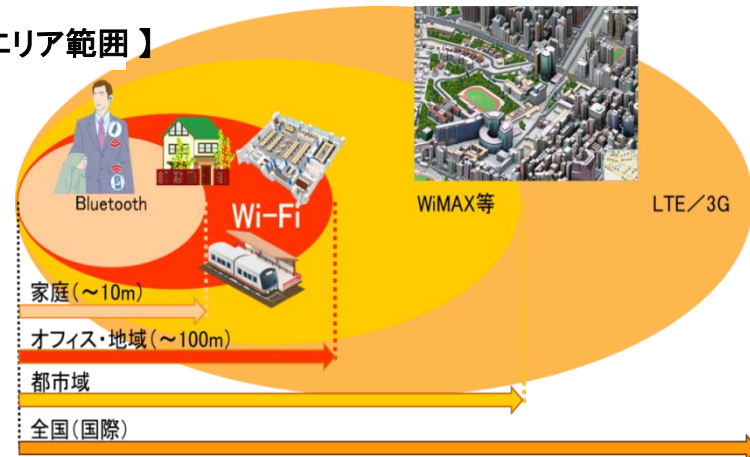 エリア範囲 】
Bluetooth
Wi-Fi
WiMAX等
LTE／3G
家庭（～10m）
オフィス・地域（～100m）
都市域
全国（国際）